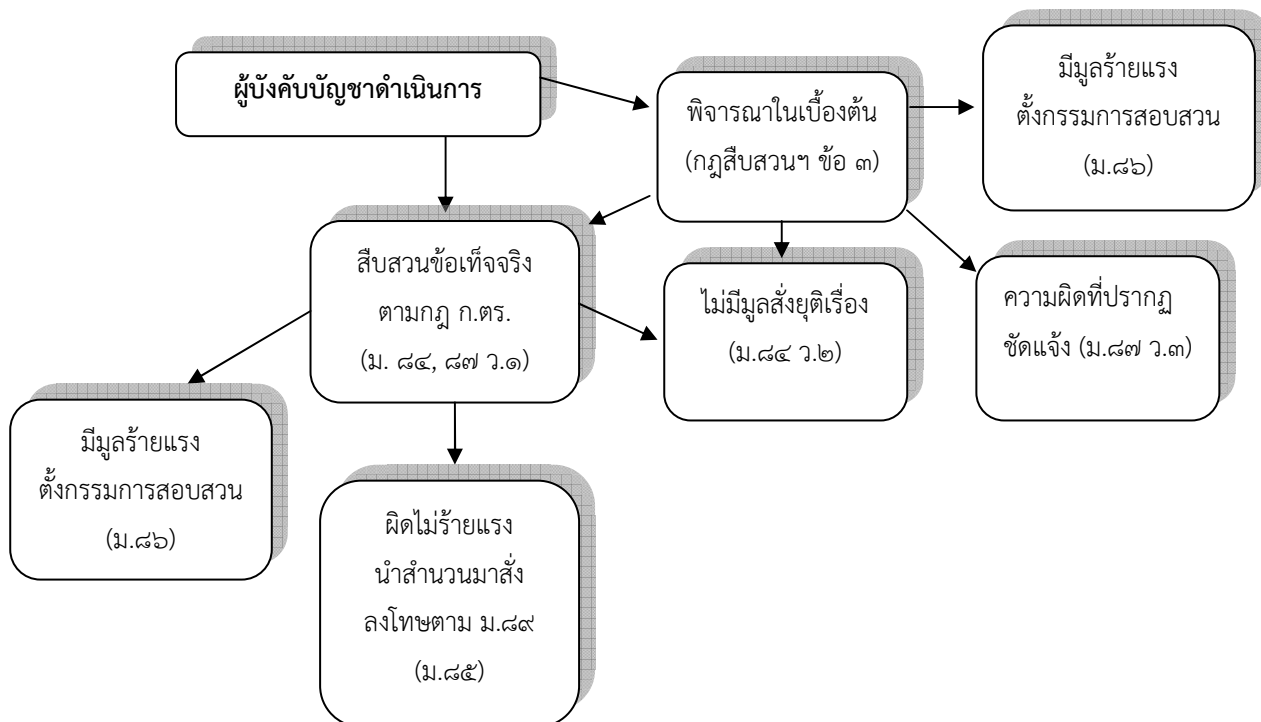 ผู้บังคับบัญชาดำเนินการ
พิจารณาในเบื้องต้น
(กฎสืบสวนฯ ข้อ ๓)
มีมูลร้ายแรง
ตั้งกรรมการสอบสวน
(ม.๘๖)
สืบสวนข้อเท็จจริง
ตามกฎ ก.ตร.
(ม. ๘๔, ๘๗ ว.๑)
ไม่มีมูลสั่งยุติเรื่อง
(ม.๘๔ ว.๒)
ความผิดที่ปรากฏ
ชัดแจ้ง (ม.๘๗ ว.๓)
มีมูลร้ายแรง
ตั้งกรรมการสอบสวน
(ม.๘๖)
ผิดไม่ร้ายแรง
นำสำนวนมาสั่ง
ลงโทษตาม ม.๘๙
(ม.๘๕)